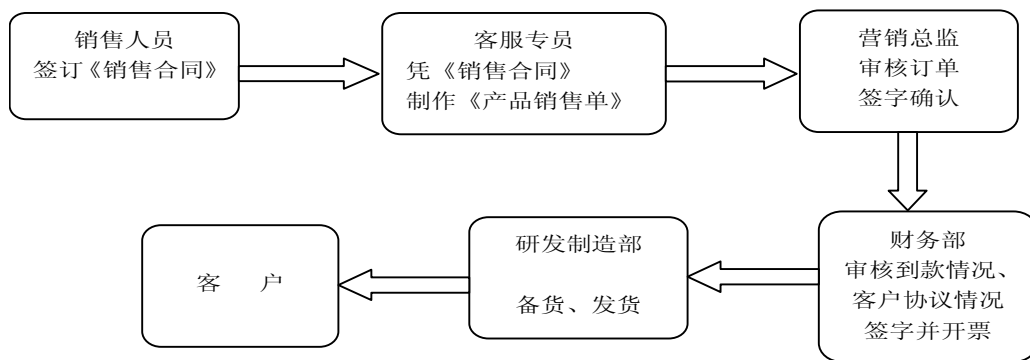 销售人员
签订《销售合同》
客服专员
凭《销售合同》
制作《产品销售单》
营销总监
审核订单
签字确认
财务部
审核到款情况、
客户协议情况
签字并开票
研发制造部
备货、发货
客 户